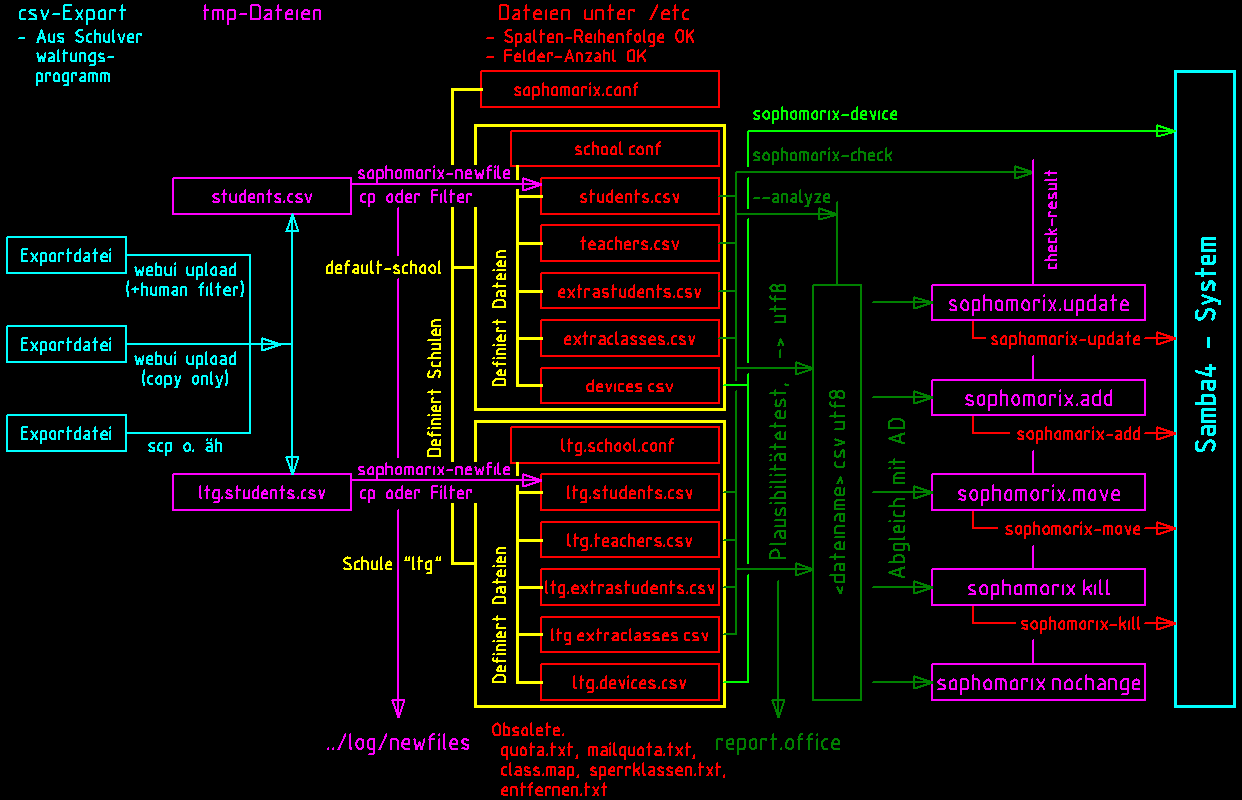 csv-Export
- Aus Schulver
waltungs-
programm
tmp-Dateien
Dateien unter /etc
- Spalten-Reihenfolge OK
- Felder-Anzahl OK
sophomorix.conf
school.conf
students.csv
teachers.csv
extrastudents.csv
extraclasses.csv
devices.csv
Definiert Dateien
default-school
Definiert Schulen
Schule "ltg"
ltg.school.conf
ltg.students.csv
ltg.teachers.csv
ltg.extrastudents.csv
ltg.extraclasses.csv
ltg.devices.csv
Definiert Dateien
students.csv
sophomorix-newfile
cp oder Filter
ltg.students.csv
sophomorix-newfile
cp oder Filter
../log/newfiles
Exportdatei
webui upload
(+human filter)
Exportdatei
webui upload
(copy only)
Exportdatei
scp o. äh
Obsolete.
quota.txt, mailquota.txt,
class.map, sperrklassen.txt,
entfernen.txt
sophomorix-device
sophomorix-check
--analyze
Plausibilitätetest, -> utf8
report.office
<dateiname>.csv.utf8
Abgleich mit AD
check-result
sophomorix.update
sophomorix-update
sophomorix.add
sophomorix-add
sophomorix.move
sophomorix-move
sophomorix.kill
sophomorix-kill
sophomorix.nochange
Samba4 - System